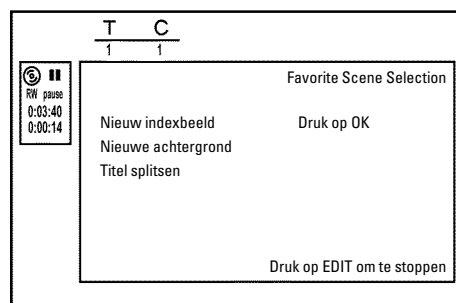 T C
1 1
RW pause
0:03:40
0:00:14
Favorite Scene Selection
Nieuw indexbeeld Druk op OK
Nieuwe achtergrond
Titel splitsen
Druk op EDIT om te stoppen